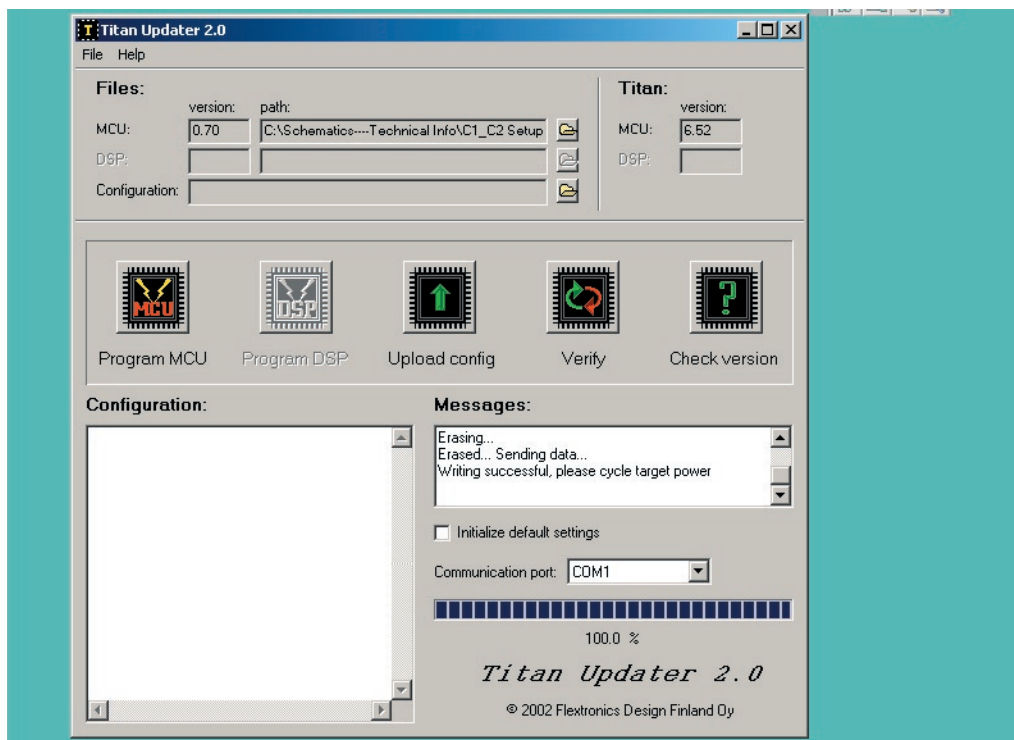 Titan Updater 2.0
File Help
Files:
Titan:
version: path:
version:
MCU: 0.70 C:\Schematics----Technical Info\C1_C2 Setup
MCU: 6.52
DSP:
DSP:
Configuration:
MCU
DSP
?
Program MCU
Program DSP
Upload config
Verify
Check version
Configuration:
Messages:
Erasing...
Erased... Sending data...
Writing successful, please cycle target power
Initialize default settings
Communication port: COM1
100.0 %
Titan Updater 2.0
© 2002 Flextronics Design Finland Oy